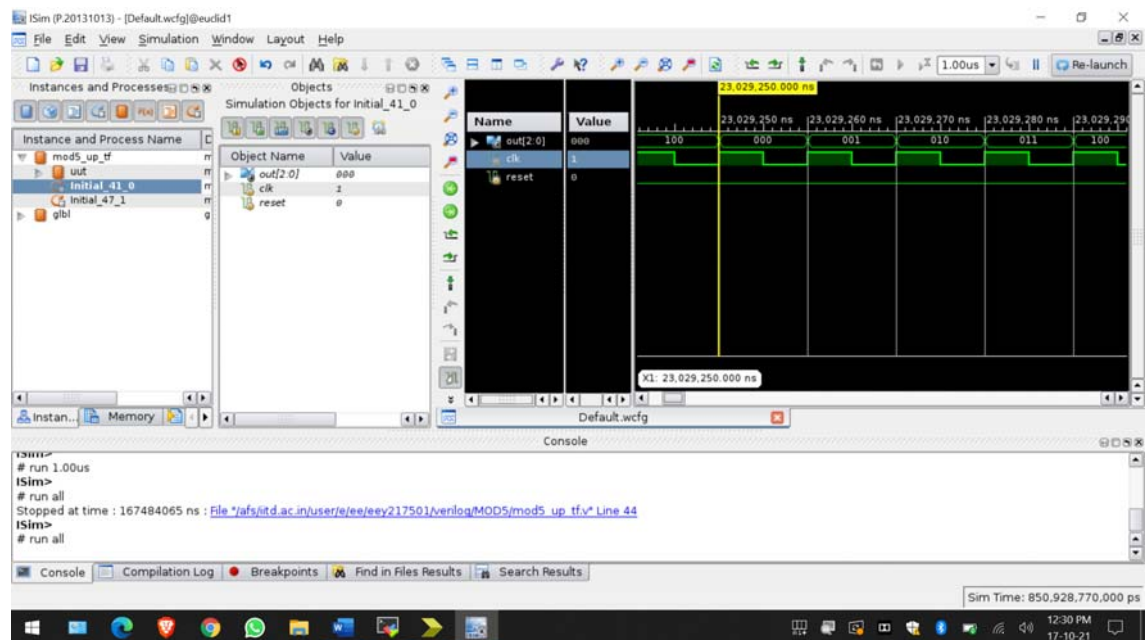 ISim (P.20131013) - [Default.wcfg]@euclid1
File Edit View Simulation Window Layout Help
1.00us Re-launch
Instances and Processes
Instance and Process Name
mod5_up_tf
uut
Initial_41_0
Initial_47_1
glbl
Instan... Memory
Objects
Simulation Objects for Initial_41_0
Object Name Value
out[2:0] 000
clk 1
reset 0
Name Value
out[2:0] 000
clk 1
reset 0
23,029,250.000 ns
23,029,250 ns 23,029,260 ns 23,029,270 ns 23,029,280 ns 23,029,290
100 000 001 010 011 100
X1: 23,029,250.000 ns
Default.wcfg
Console
ISim>
# run 1.00us
ISim>
# run all
Stopped at time : 167484065 ns : File "/afs/iitd.ac.in/user/e/ee/eey217501/verilog/MOD5/mod5_up_tf.v" Line 44
ISim>
# run all
Console Compilation Log Breakpoints Find in Files Results Search Results
Sim Time: 850,928,770,000 ps
12:30 PM
17-10-21